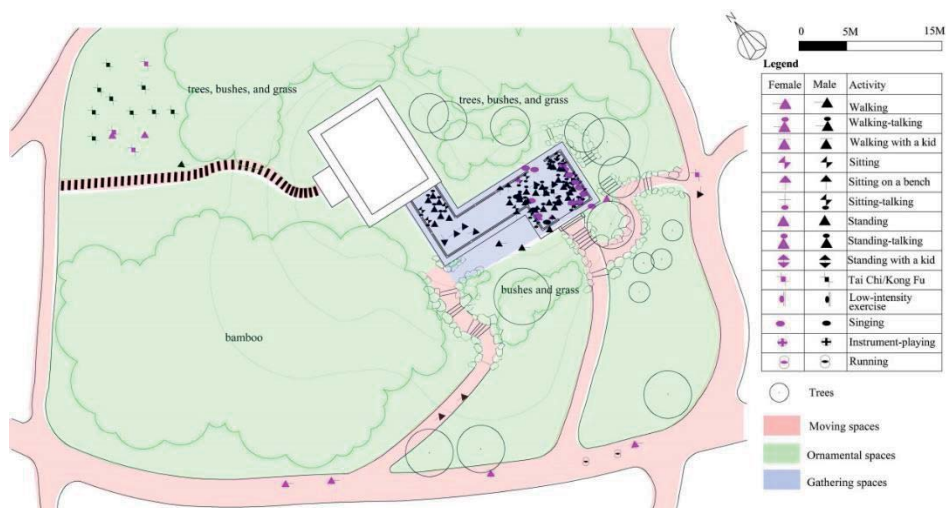 N
0 5M 15M
Legend
Female Male Activity
Walking
Walking-talking
Walking with a kid
Sitting
Sitting on a bench
Sitting-talking
Standing
Standing-talking
Standing with a kid
Tai Chi/Kong Fu
Low-intensity
exercise
Singing
Instrument-playing
Running
Trees
Moving spaces
Ornamental spaces
Gathering spaces
trees, bushes, and grass
trees, bushes, and grass
bushes and grass
bamboo